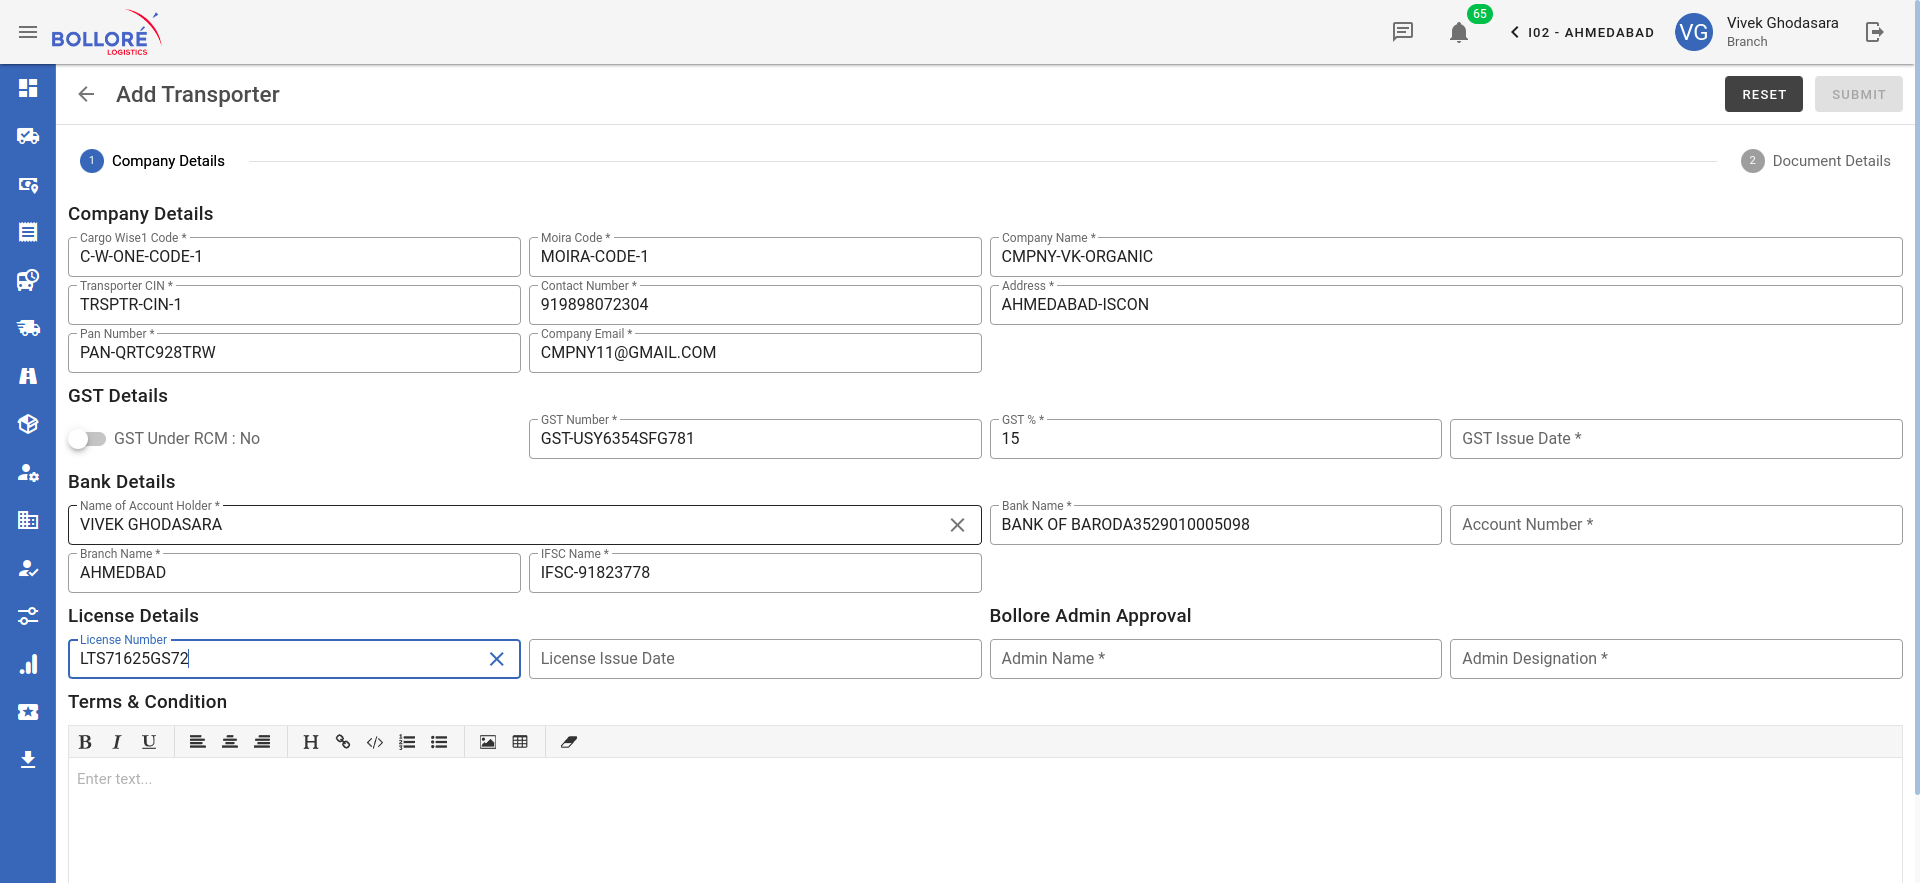 BOLLORÉ
LOGISTICS
65
I02 - AHMEDABAD
VG
Vivek Ghodasara
Branch
Add Transporter
RESET
SUBMIT
1 Company Details
2 Document Details
Company Details
Cargo Wise1 Code *
C-W-ONE-CODE-1
Moira Code *
MOIRA-CODE-1
Company Name *
CMPNY-VK-ORGANIC
Transporter CIN *
TRSPTR-CIN-1
Contact Number *
919898072304
Address *
AHMEDABAD-ISCON
Pan Number *
PAN-QRTC928TRW
Company Email *
CMPNY11@GMAIL.COM
GST Details
GST Under RCM : No
GST Number *
GST-USY6354SFG781
GST % *
15
GST Issue Date *
Bank Details
Name of Account Holder *
VIVEK GHODASARA
Bank Name *
BANK OF BARODA3529010005098
Account Number *
Branch Name *
AHMEDBAD
IFSC Name *
IFSC-91823778
License Details
Bollore Admin Approval
License Number
LTS71625GS72
License Issue Date
Admin Name *
Admin Designation *
Terms & Condition
B I U H </>
Enter text...